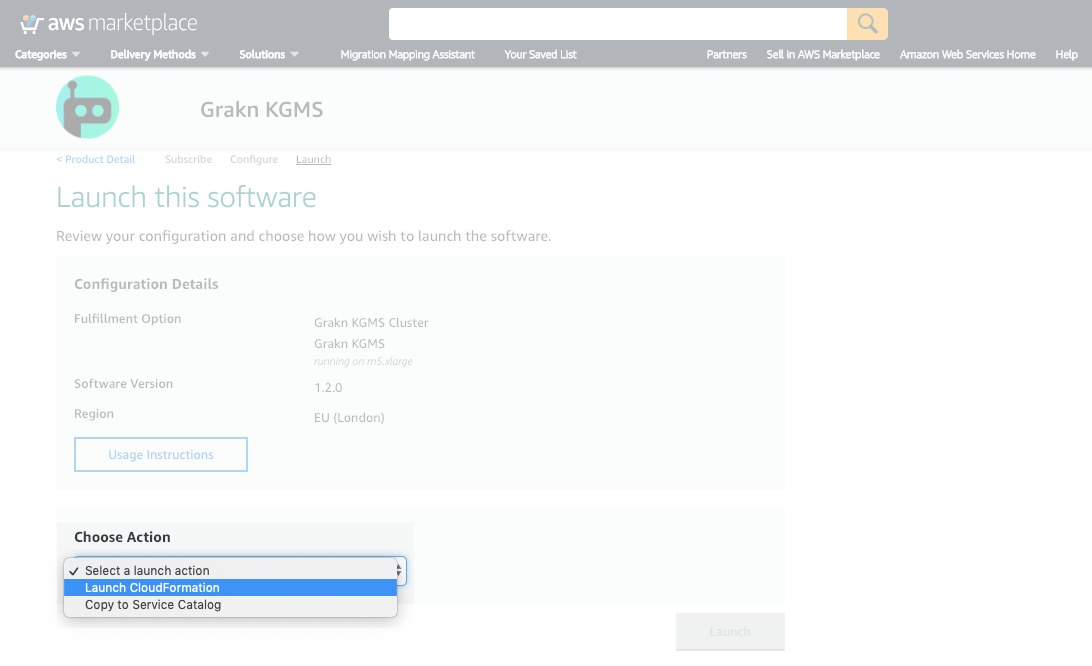 aws marketplace
Categories Delivery Methods Solutions Migration Mapping Assistant Your Saved List Partners Sell in AWS Marketplace Amazon Web Services Home Help
Grakn KGMS
< Product Detail Subscribe Configure Launch
Launch this software
Review your configuration and choose how you wish to launch the software.
Configuration Details
Fulfillment Option
Grakn KGMS Cluster
Grakn KGMS
running on m5.xlarge
Software Version 1.2.0
Region EU (London)
Usage Instructions
Choose Action
✓ Select a launch action
Launch CloudFormation
Copy to Service Catalog
Launch